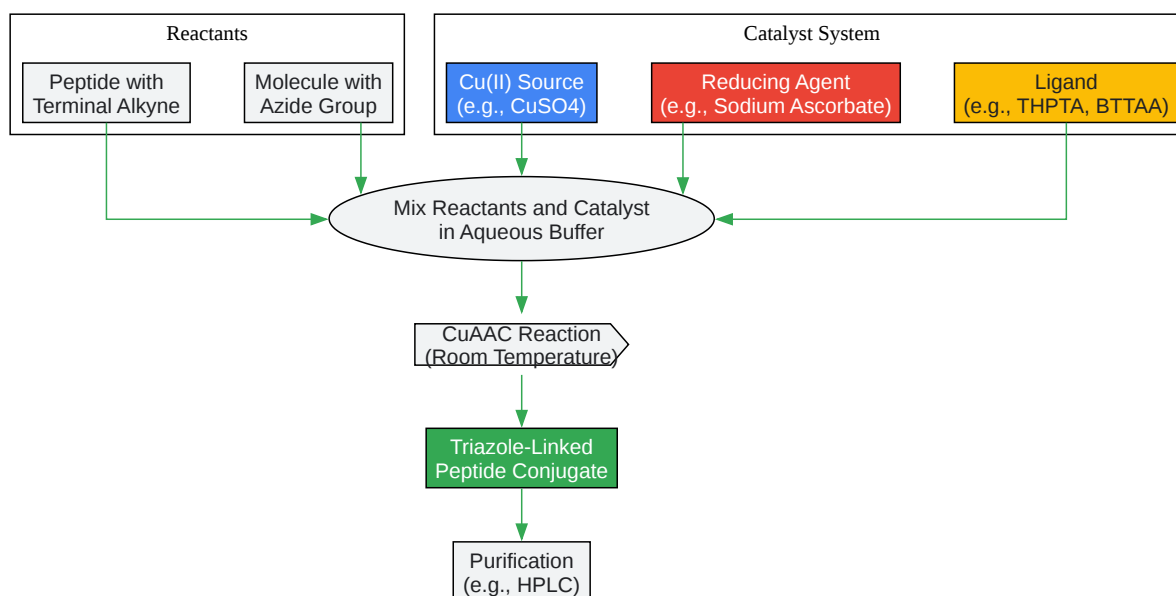 Reactants
Catalyst System
Peptide with
Terminal Alkyne
Molecule with
Azide Group
Cu(II) Source
(e.g., CuSO4)
Reducing Agent
(e.g., Sodium Ascorbate)
Ligand
(e.g., THPTA, BTTAA)
Mix Reactants and Catalyst
in Aqueous Buffer
CuAAC Reaction
(Room Temperature)
Triazole-Linked
Peptide Conjugate
Purification
(e.g., HPLC)